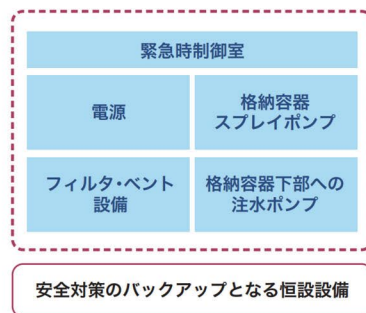 緊急時制御室
電源
格納容器
スプレイポンプ
フィルタ・ベント
設備
格納容器下部への
注水ポンプ
安全対策のバックアップとなる恒設設備